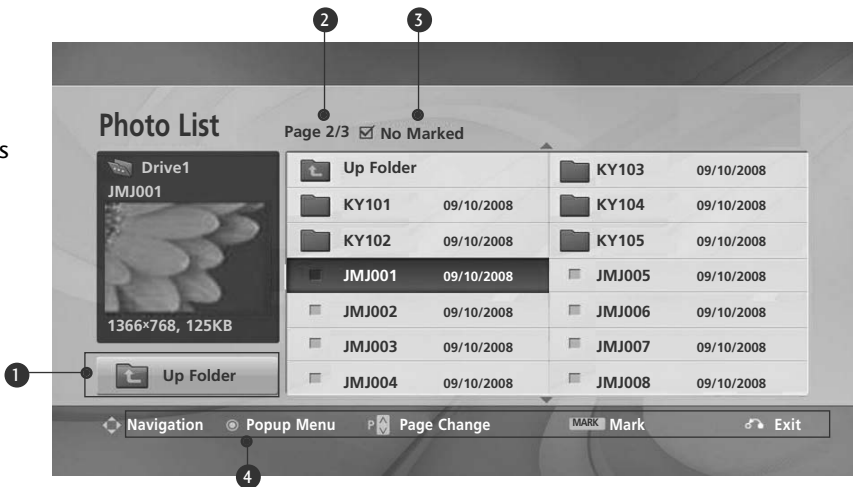 2 3
Photo List Page 2/3 No Marked
s
Drive1
JMJ001
1366×768, 125KB
Up Folder
Up Folder
KY101 09/10/2008
KY102 09/10/2008
JMJ001 09/10/2008
JMJ002 09/10/2008
JMJ003 09/10/2008
JMJ004 09/10/2008
KY103 09/10/2008
KY104 09/10/2008
KY105 09/10/2008
JMJ005 09/10/2008
JMJ006 09/10/2008
JMJ007 09/10/2008
JMJ008 09/10/2008
1
Navigation Popup Menu P Page Change MARK Mark Exit
4